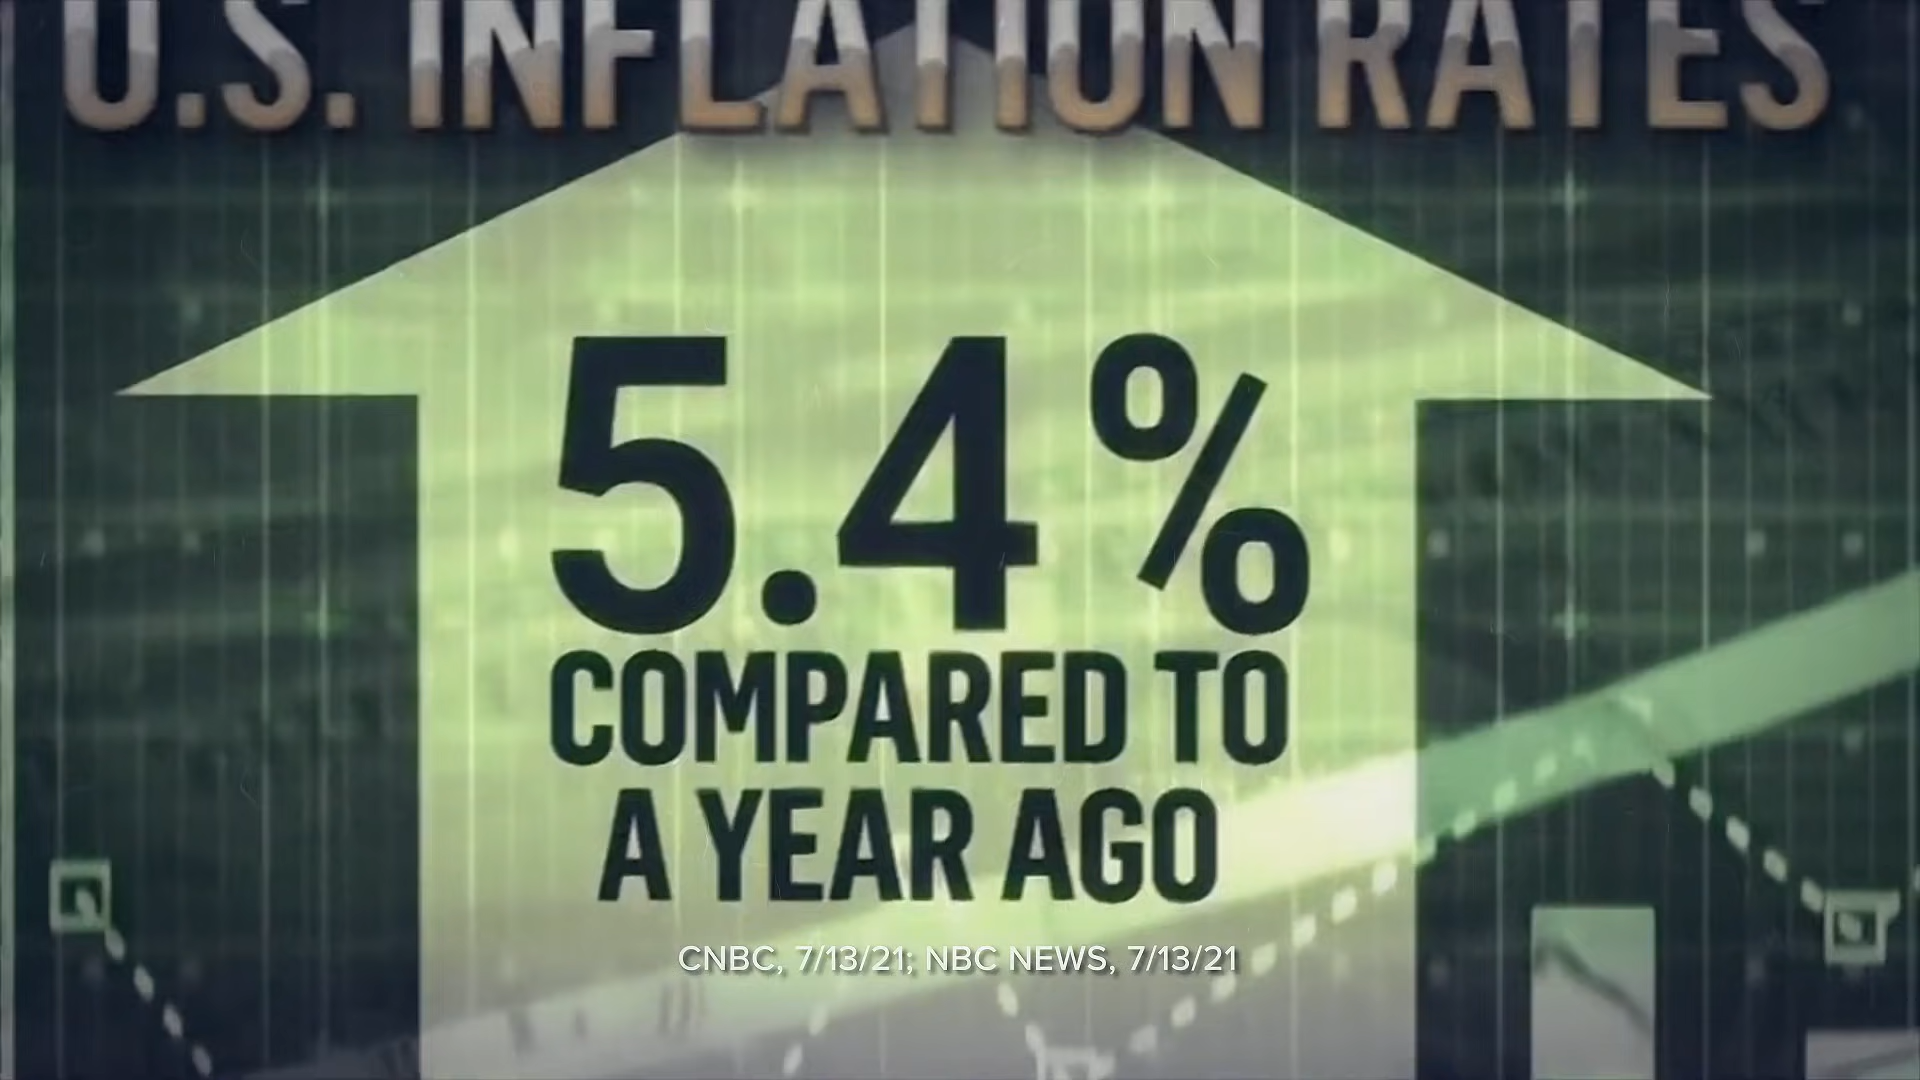 U.S. INFLATION RATES
5.4%
COMPARED TO
A YEAR AGO
CNBC, 7/13/21; NBC NEWS, 7/13/21